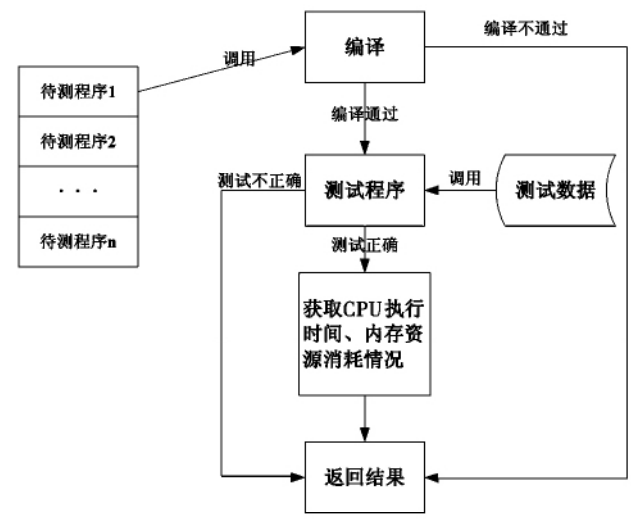 编译不通过
编译
调用
待测程序1
编译通过
待测程序2
测试不正确
测试程序
调用
测试数据
· · ·
待测程序n
测试正确
获取CPU执行
时间、内存资
源消耗情况
返回结果